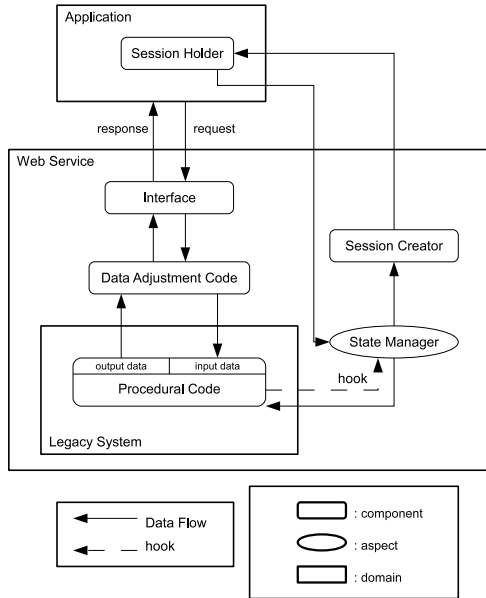 Application
Session Holder
response
request
Web Service
Interface
Session Creator
Data Adjustment Code
State Manager
output data
input data
Procedural Code
hook
Legacy System
Data Flow
hook
: component
: aspect
: domain